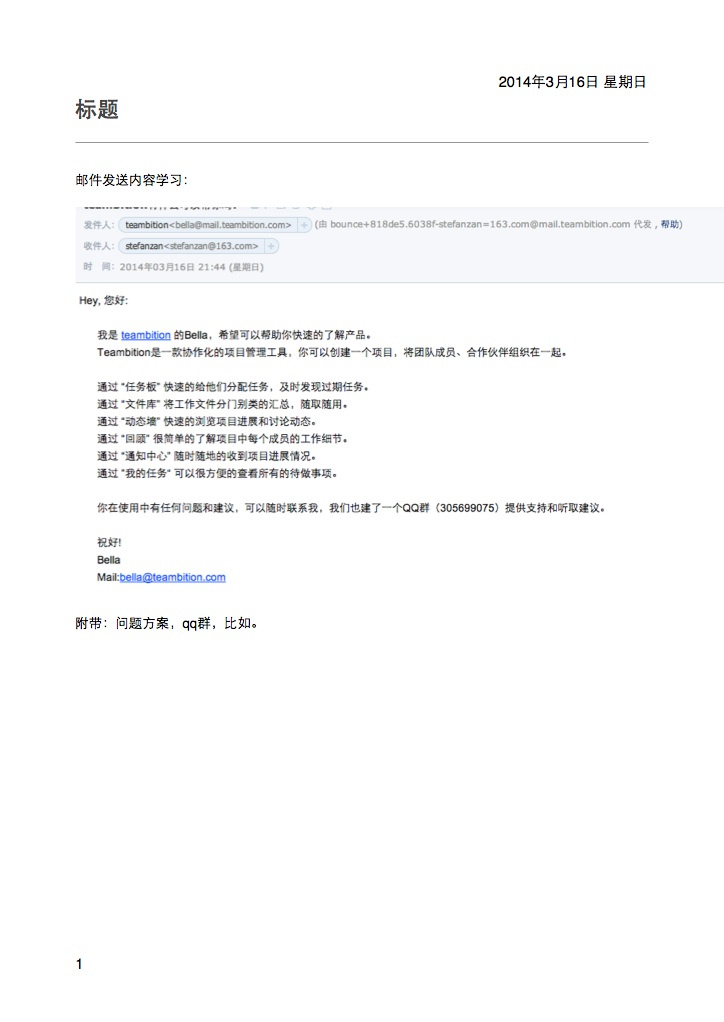 2014年3月16日 星期日
标题
邮件发送内容学习：
发件人： teambition<bella@mail.teambition.com> + (由 bounce+818de5.6038f-stefanzan=163.com@mail.teambition.com 代发，帮助)
收件人： stefanzan<stefanzan@163.com> +
时 间： 2014年03月16日 21:44 (星期日)
Hey, 您好:
我是 teambition 的Bella，希望可以帮助你快速的了解产品。
Teambition是一款协作化的项目管理工具，你可以创建一个项目，将团队成员、合作伙伴组织在一起。
通过 “任务板” 快速的给他们分配任务，及时发现过期任务。
通过 “文件库” 将工作文件分门别类的汇总，随取随用。
通过 “动态墙” 快速的浏览项目进展和讨论动态。
通过 “回顾” 很简单的了解项目中每个成员的工作细节。
通过 “通知中心” 随时随地的收到项目进展情况。
通过 “我的任务” 可以很方便的查看所有的待做事项。
你在使用中有任何问题和建议，可以随时联系我，我们也建了一个QQ群（305699075）提供支持和听取建议。
祝好!
Bella
Mail:bella@teambition.com
附带：问题方案，qq群，比如。
1